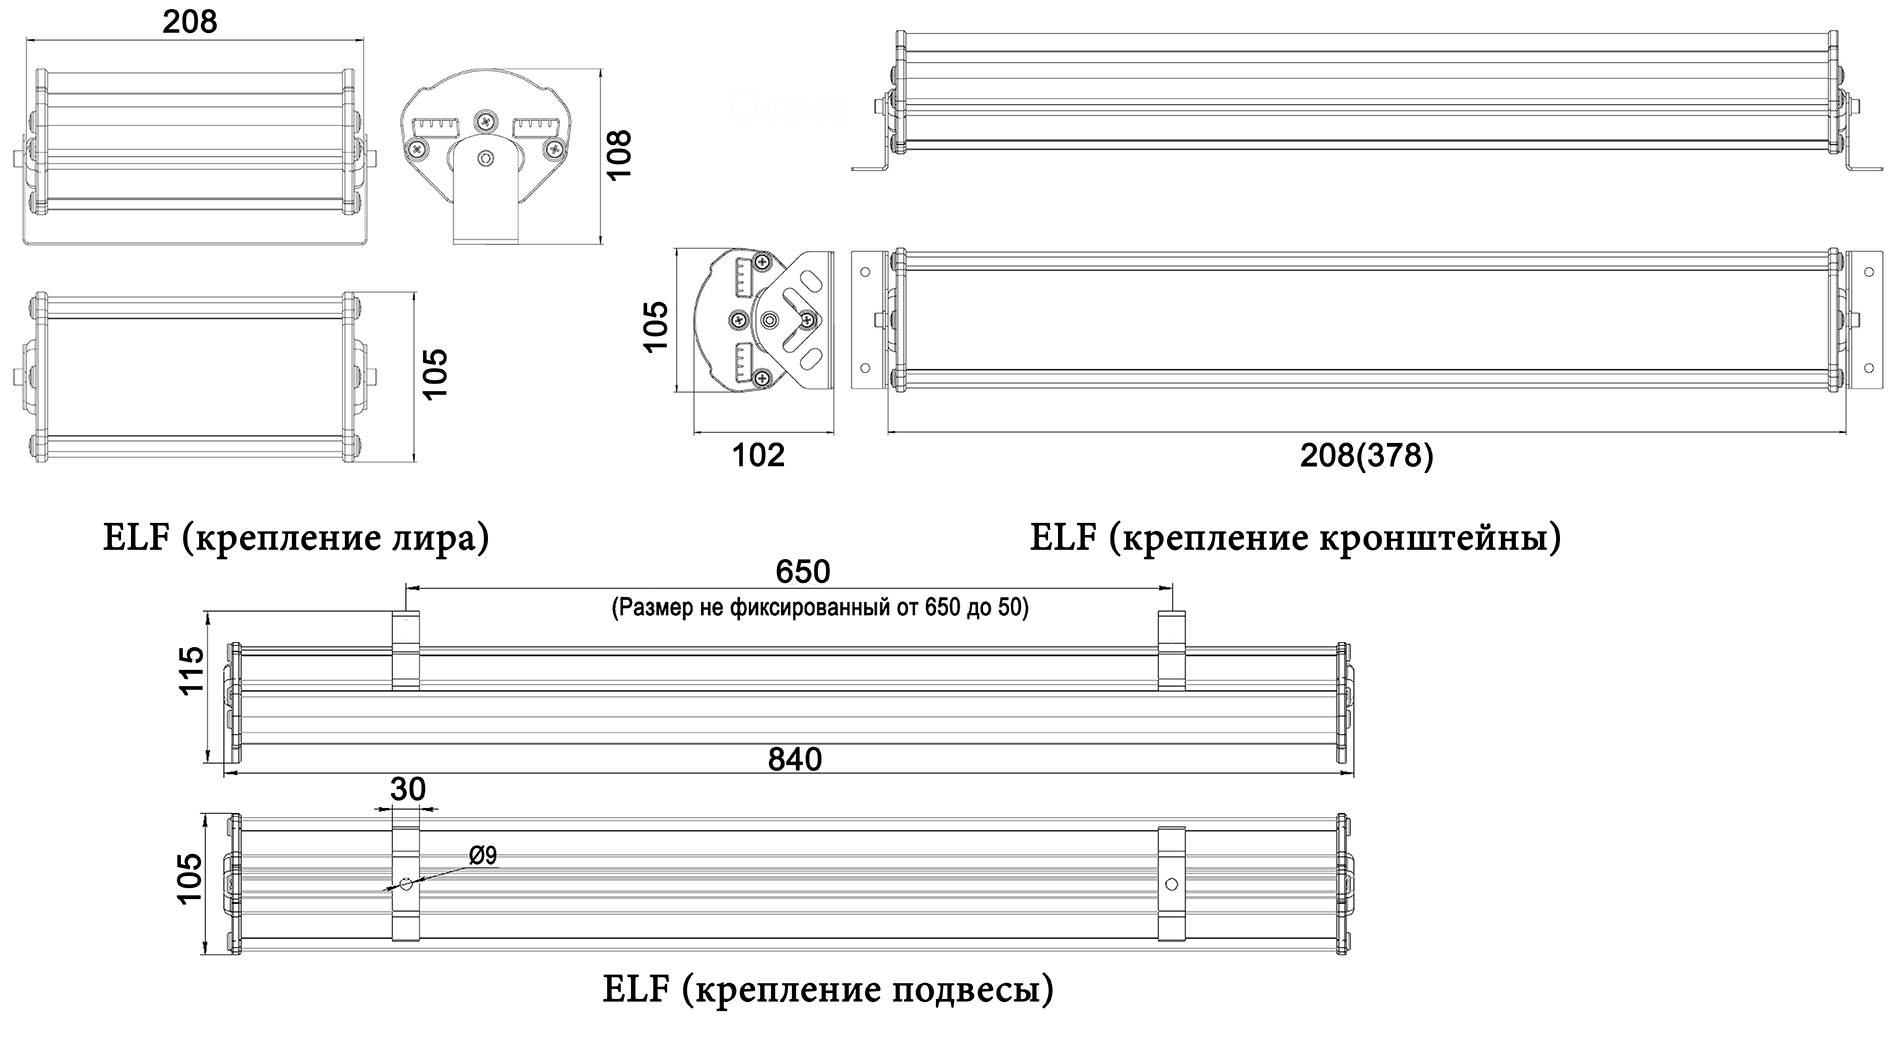 208
108
105
105
102
208(378)
ELF (крепление лира)
ELF (крепление кронштейны)
650
(Размер не фиксированный от 650 до 50)
115
840
30
Ø9
105
ELF (крепление подвесы)